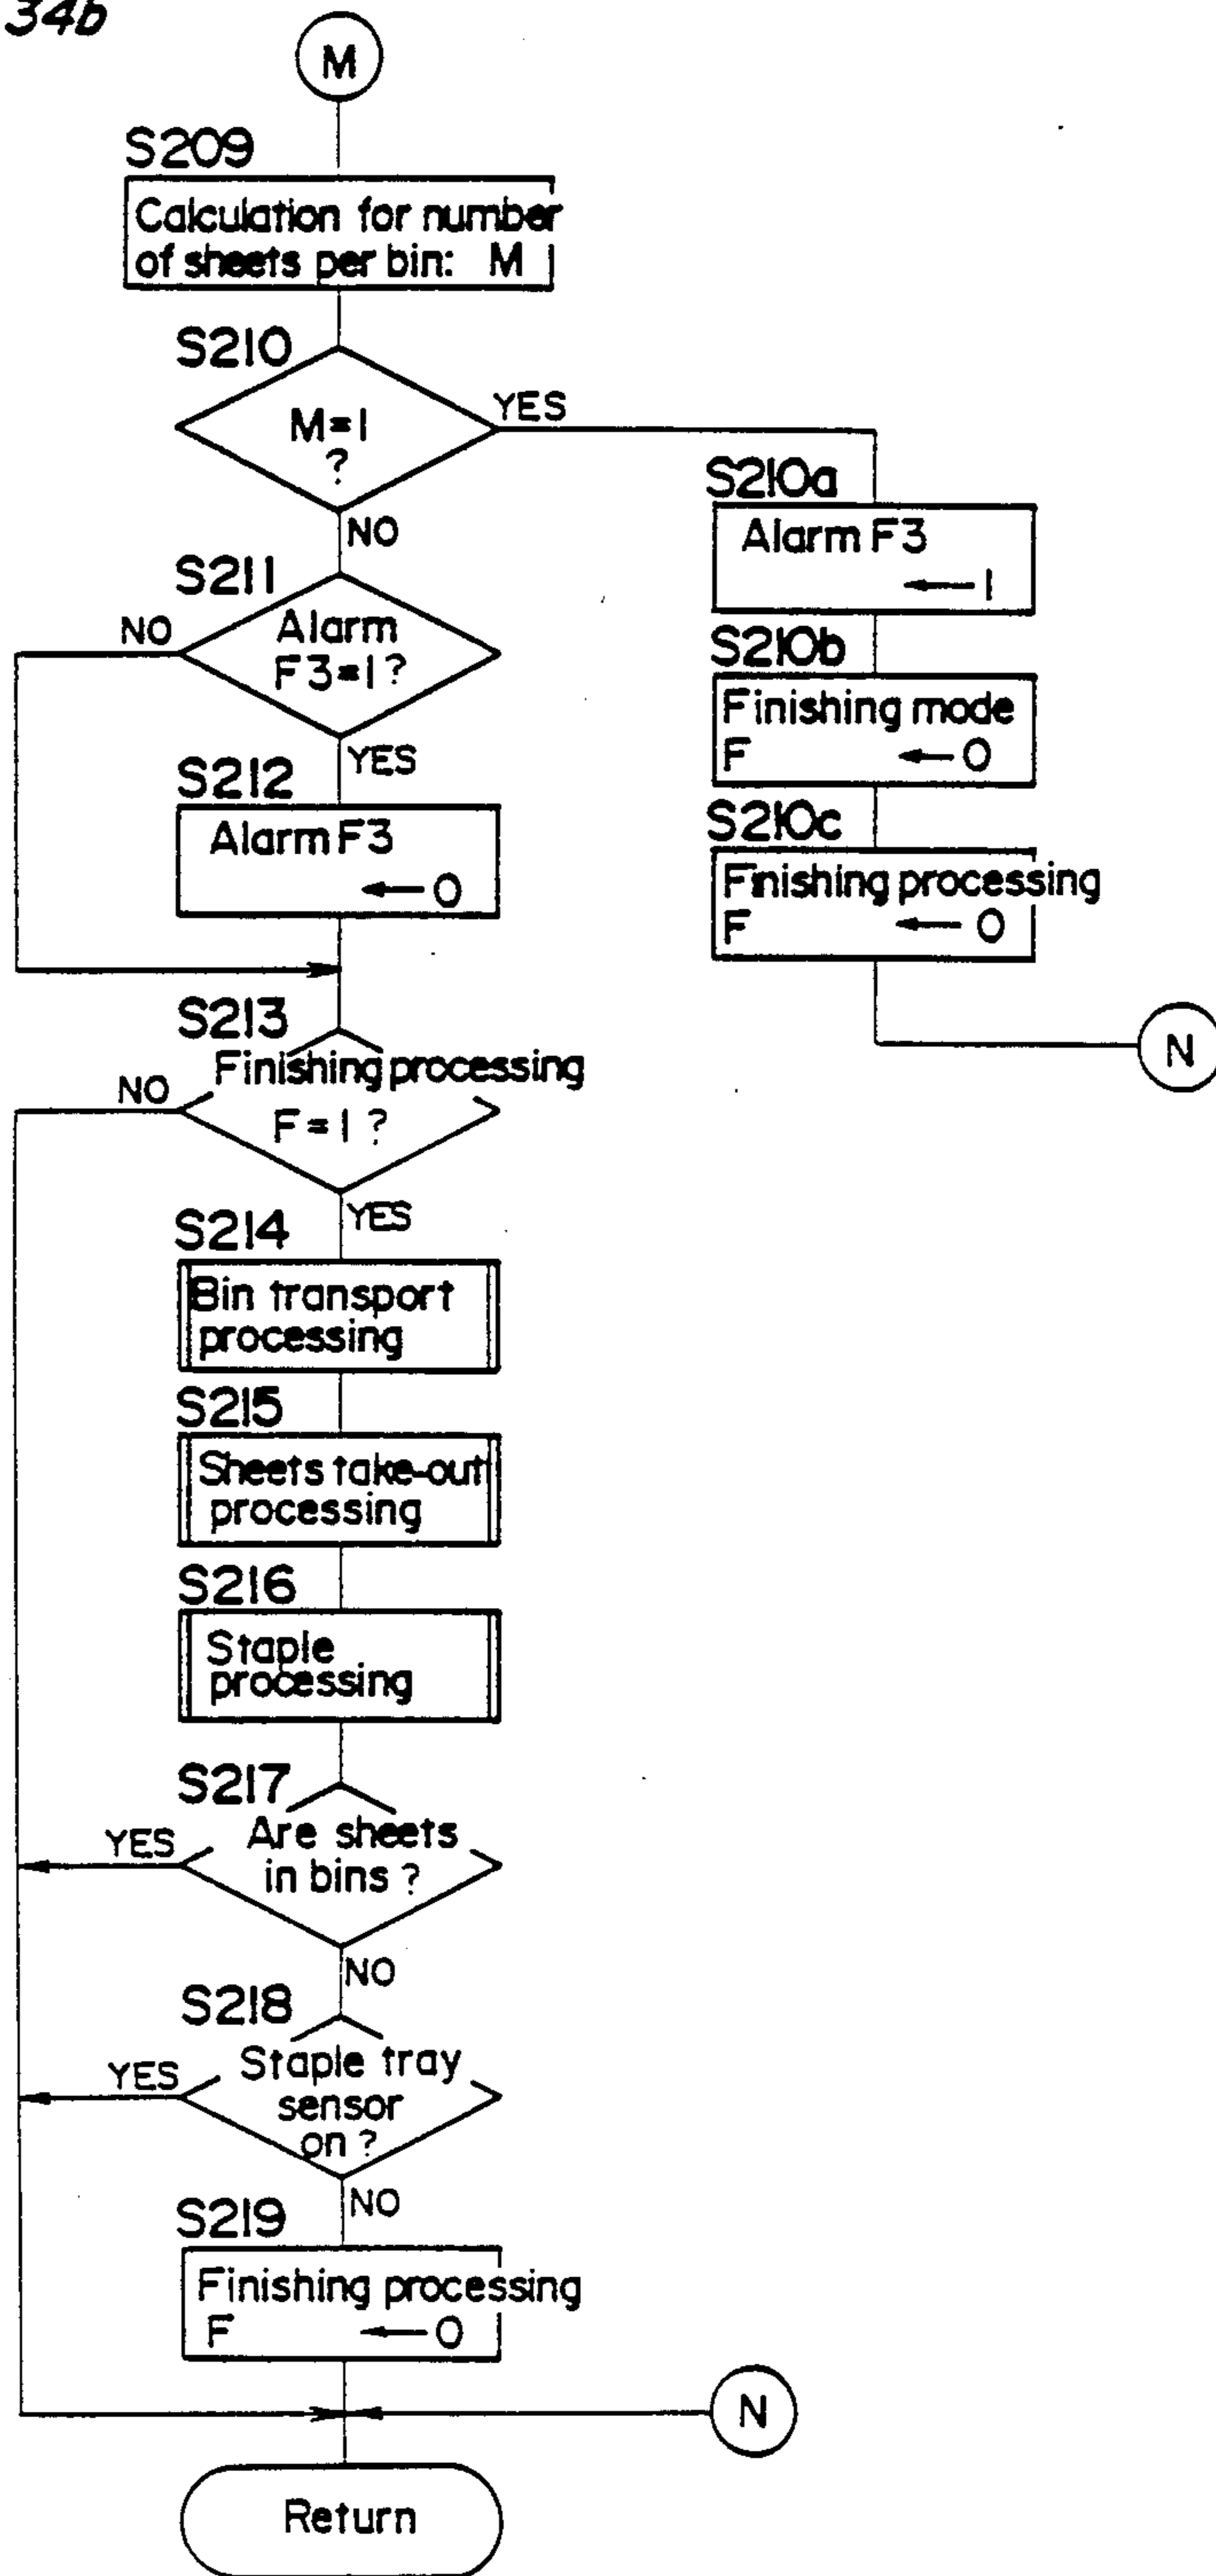 34b
M
S209
Calculation for number
of sheets per bin: M
S210
M=1
?
YES
NO
S210a
Alarm F3
←1
S210b
Finishing mode
F ←0
S210c
Finishing processing
F ←0
N
S211
Alarm
F3=1?
NO
YES
S212
Alarm F3
←0
S213
Finishing processing
F=1?
NO
YES
S214
Bin transport
processing
S215
Sheets take-out
processing
S216
Staple
processing
S217
Are sheets
in bins?
YES
NO
S218
Staple tray
sensor
on?
YES
NO
S219
Finishing processing
F ←0
N
Return